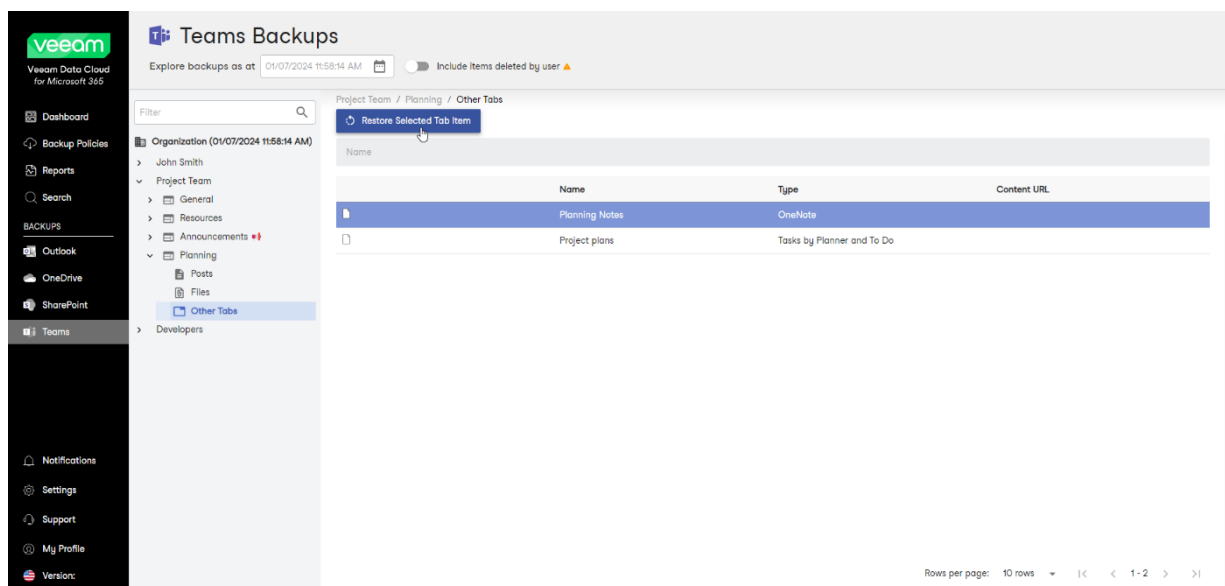 veeam
Veeam Data Cloud
for Microsoft 365
Dashboard
Backup Policies
Reports
Search
BACKUPS
Outlook
OneDrive
SharePoint
Teams
Notifications
Settings
Support
My Profile
Version:
Teams Backups
Explore backups as at 01/07/2024 11:58:14 AM Include items deleted by user
Filter
Organization (01/07/2024 11:58:14 AM)
John Smith
Project Team
General
Resources
Announcements
Planning
Posts
Files
Other Tabs
Developers
Project Team / Planning / Other Tabs
Restore Selected Tab Item
Name
Name Type Content URL
Planning Notes OneNote
Project plans Tasks by Planner and To Do
Rows per page: 10 rows 1-2